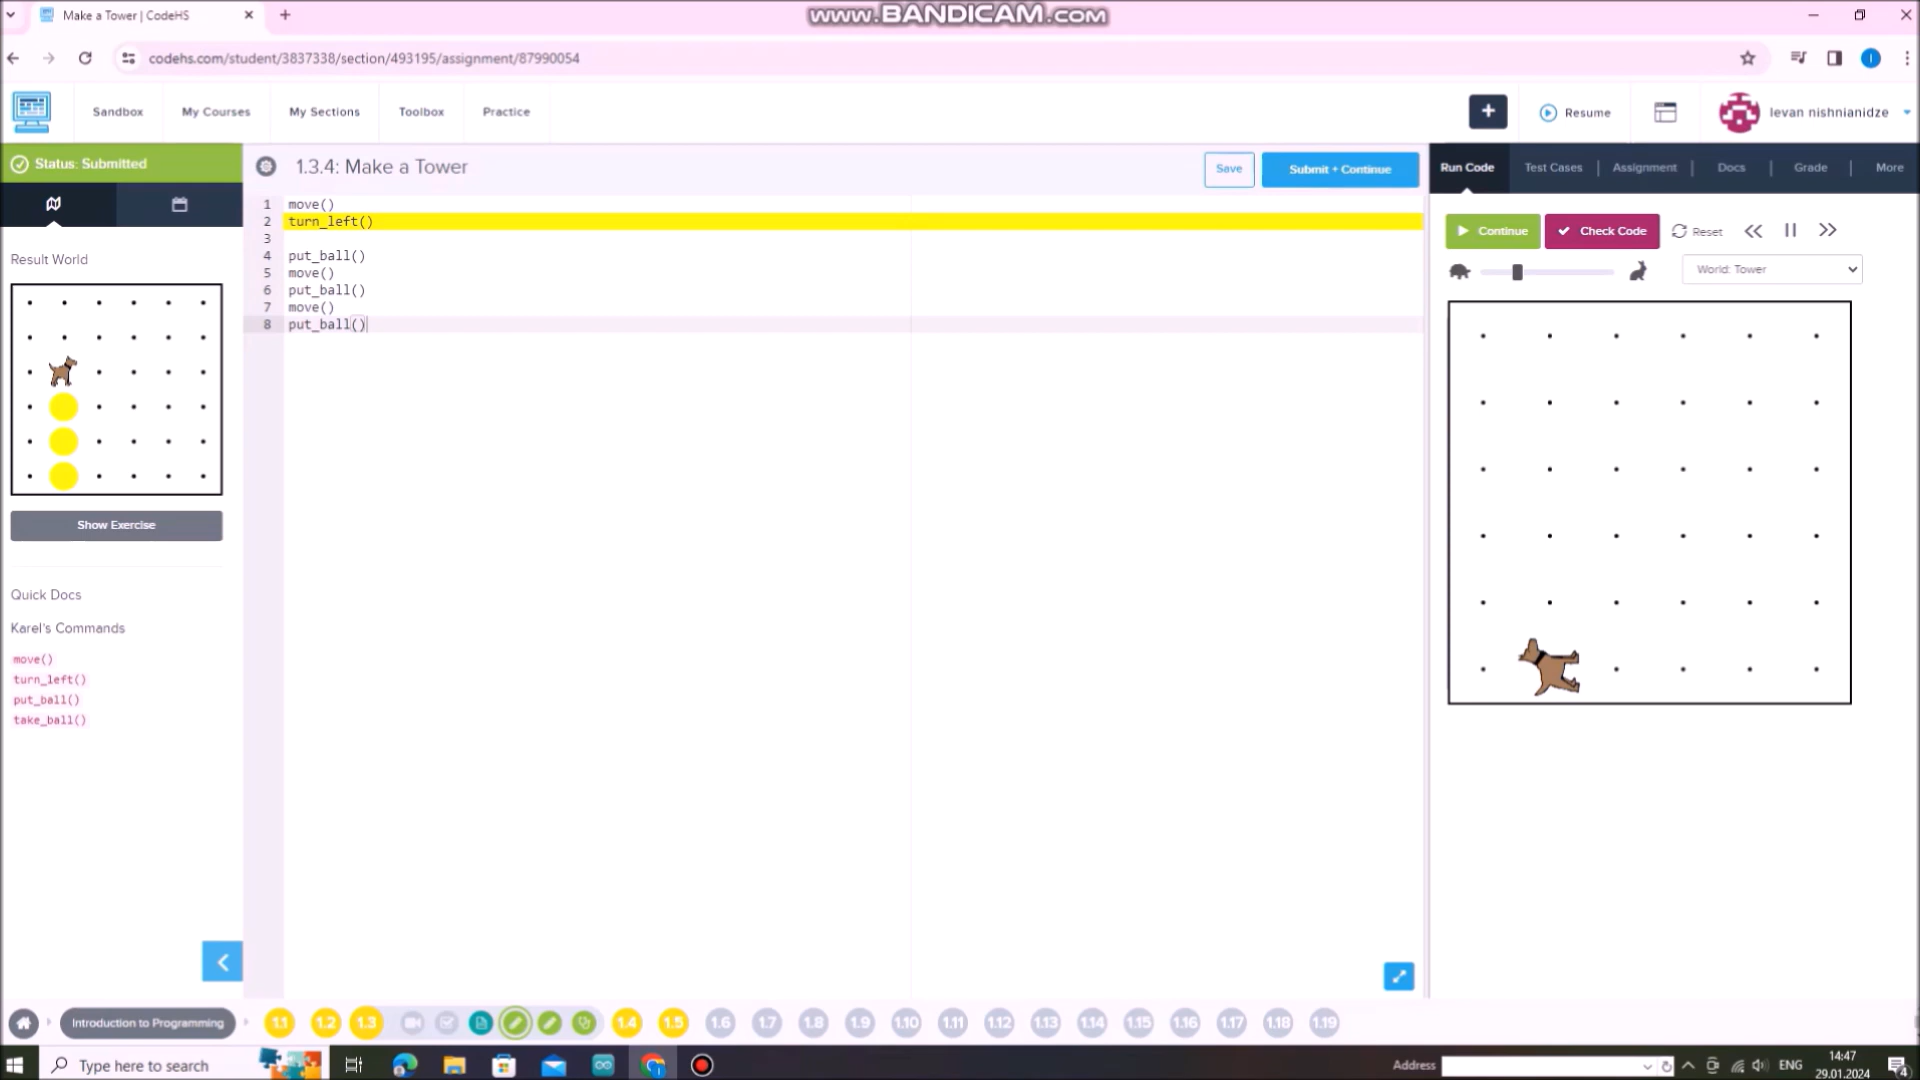 Make a Tower | CodeHS
www.BANDICAM.com
codehs.com/student/3837338/section/493195/assignment/87990054
Sandbox
My Courses
My Sections
Toolbox
Practice
Resume
levan nishnianidze
Status: Submitted
1.3.4: Make a Tower
Save
Submit + Continue
Run Code
Test Cases
Assignment
Docs
Grade
More
Result World
Show Exercise
Quick Docs
Karel's Commands
move()
turn_left()
put_ball()
take_ball()
1 move()
2 turn_left()
3
4 put_ball()
5 move()
6 put_ball()
7 move()
8 put_ball()
Continue
Check Code
Reset
World: Tower
Introduction to Programming
1.1
1.2
1.3
1.4
1.5
1.6
1.7
1.8
1.9
1.10
1.11
1.12
1.13
1.14
1.15
1.16
1.17
1.18
1.19
Type here to search
Address
ENG
14:47
29.01.2024
4